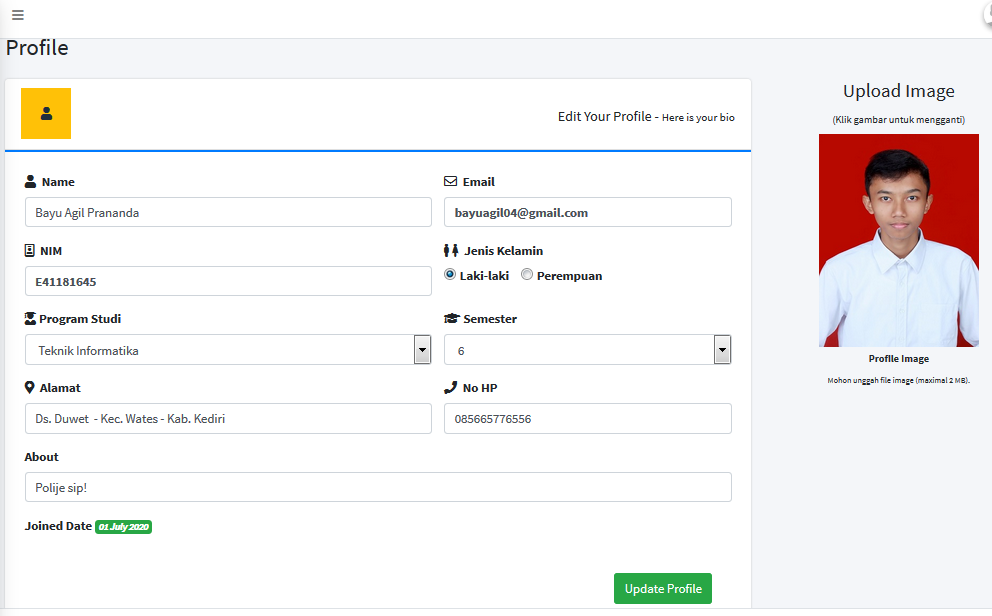 Profile
Edit Your Profile - Here is your bio
Name
Bayu Agil Prananda
Email
bayuagil04@gmail.com
NIM
E41181645
Jenis Kelamin
Laki-laki Perempuan
Program Studi
Teknik Informatika
Semester
6
Alamat
Ds. Duwet - Kec. Wates - Kab. Kediri
No HP
085665776556
About
Polije sip!
Joined Date 01 July 2020
Update Profile
Upload Image
(Klik gambar untuk mengganti)
Profile Image
Mohon unggah file image (maximal 2 MB).